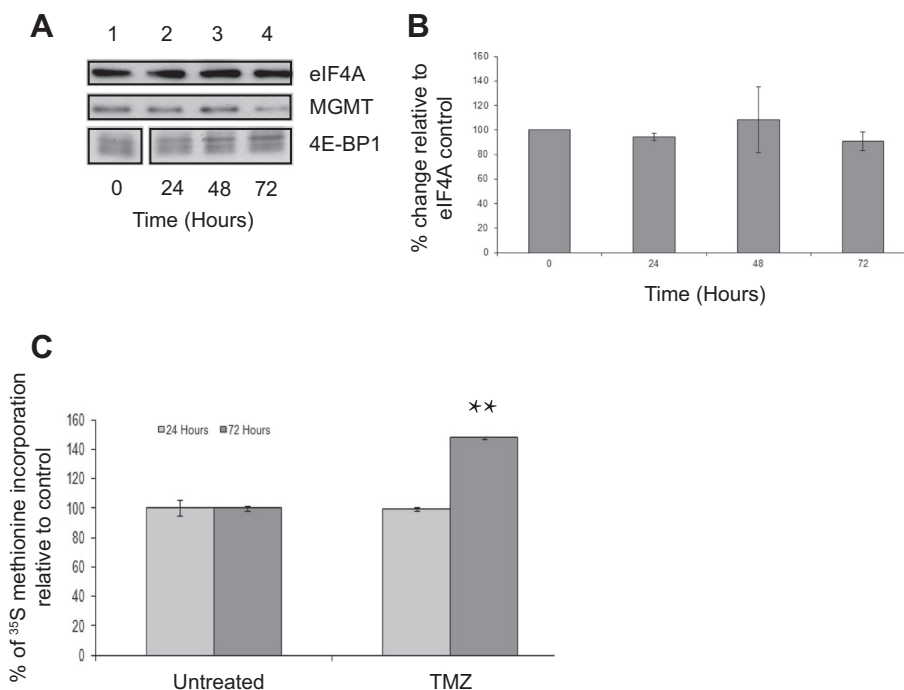 A
1 2 3 4
eIF4A
MGMT
4E-BP1
0 24 48 72
Time (Hours)
B
% change relative to
eIF4A control
160
140
120
100
80
60
40
20
0
0 24 48 72
Time (Hours)
C
% of ³⁵S methionine incorporation
relative to control
160
140
120
100
80
60
40
20
0
24 Hours 72 Hours
**
Untreated TMZ